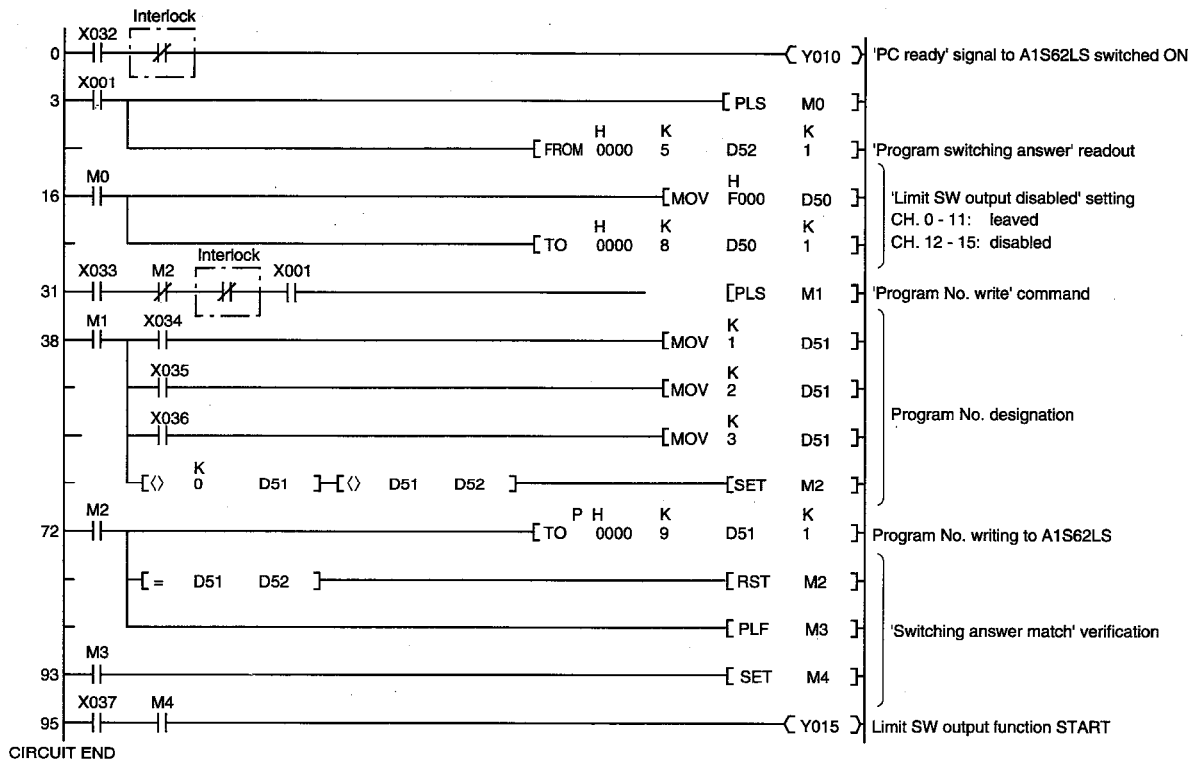 Interlock
X032
0 Y010 'PC ready' signal to A1S62LS switched ON
X001
3 PLS M0
H K K
FROM 0000 5 D52 1 'Program switching answer' readout
M0 H
16 MOV F000 D50 'Limit SW output disabled' setting
H K K CH. 0 - 11: leaved
TO 0000 8 D50 1 CH. 12 - 15: disabled
Interlock
X033 M2 X001
31 PLS M1 'Program No. write' command
M1 X034 K
38 MOV 1 D51
X035 K
MOV 2 D51
X036 K
MOV 3 D51 Program No. designation
K
<> 0 D51 <> D51 D52 SET M2
M2 P H K K
72 TO 0000 9 D51 1 Program No. writing to A1S62LS
= D51 D52 RST M2
PLF M3 'Switching answer match' verification
M3
93 SET M4
X037 M4
95 Y015 Limit SW output function START
CIRCUIT END